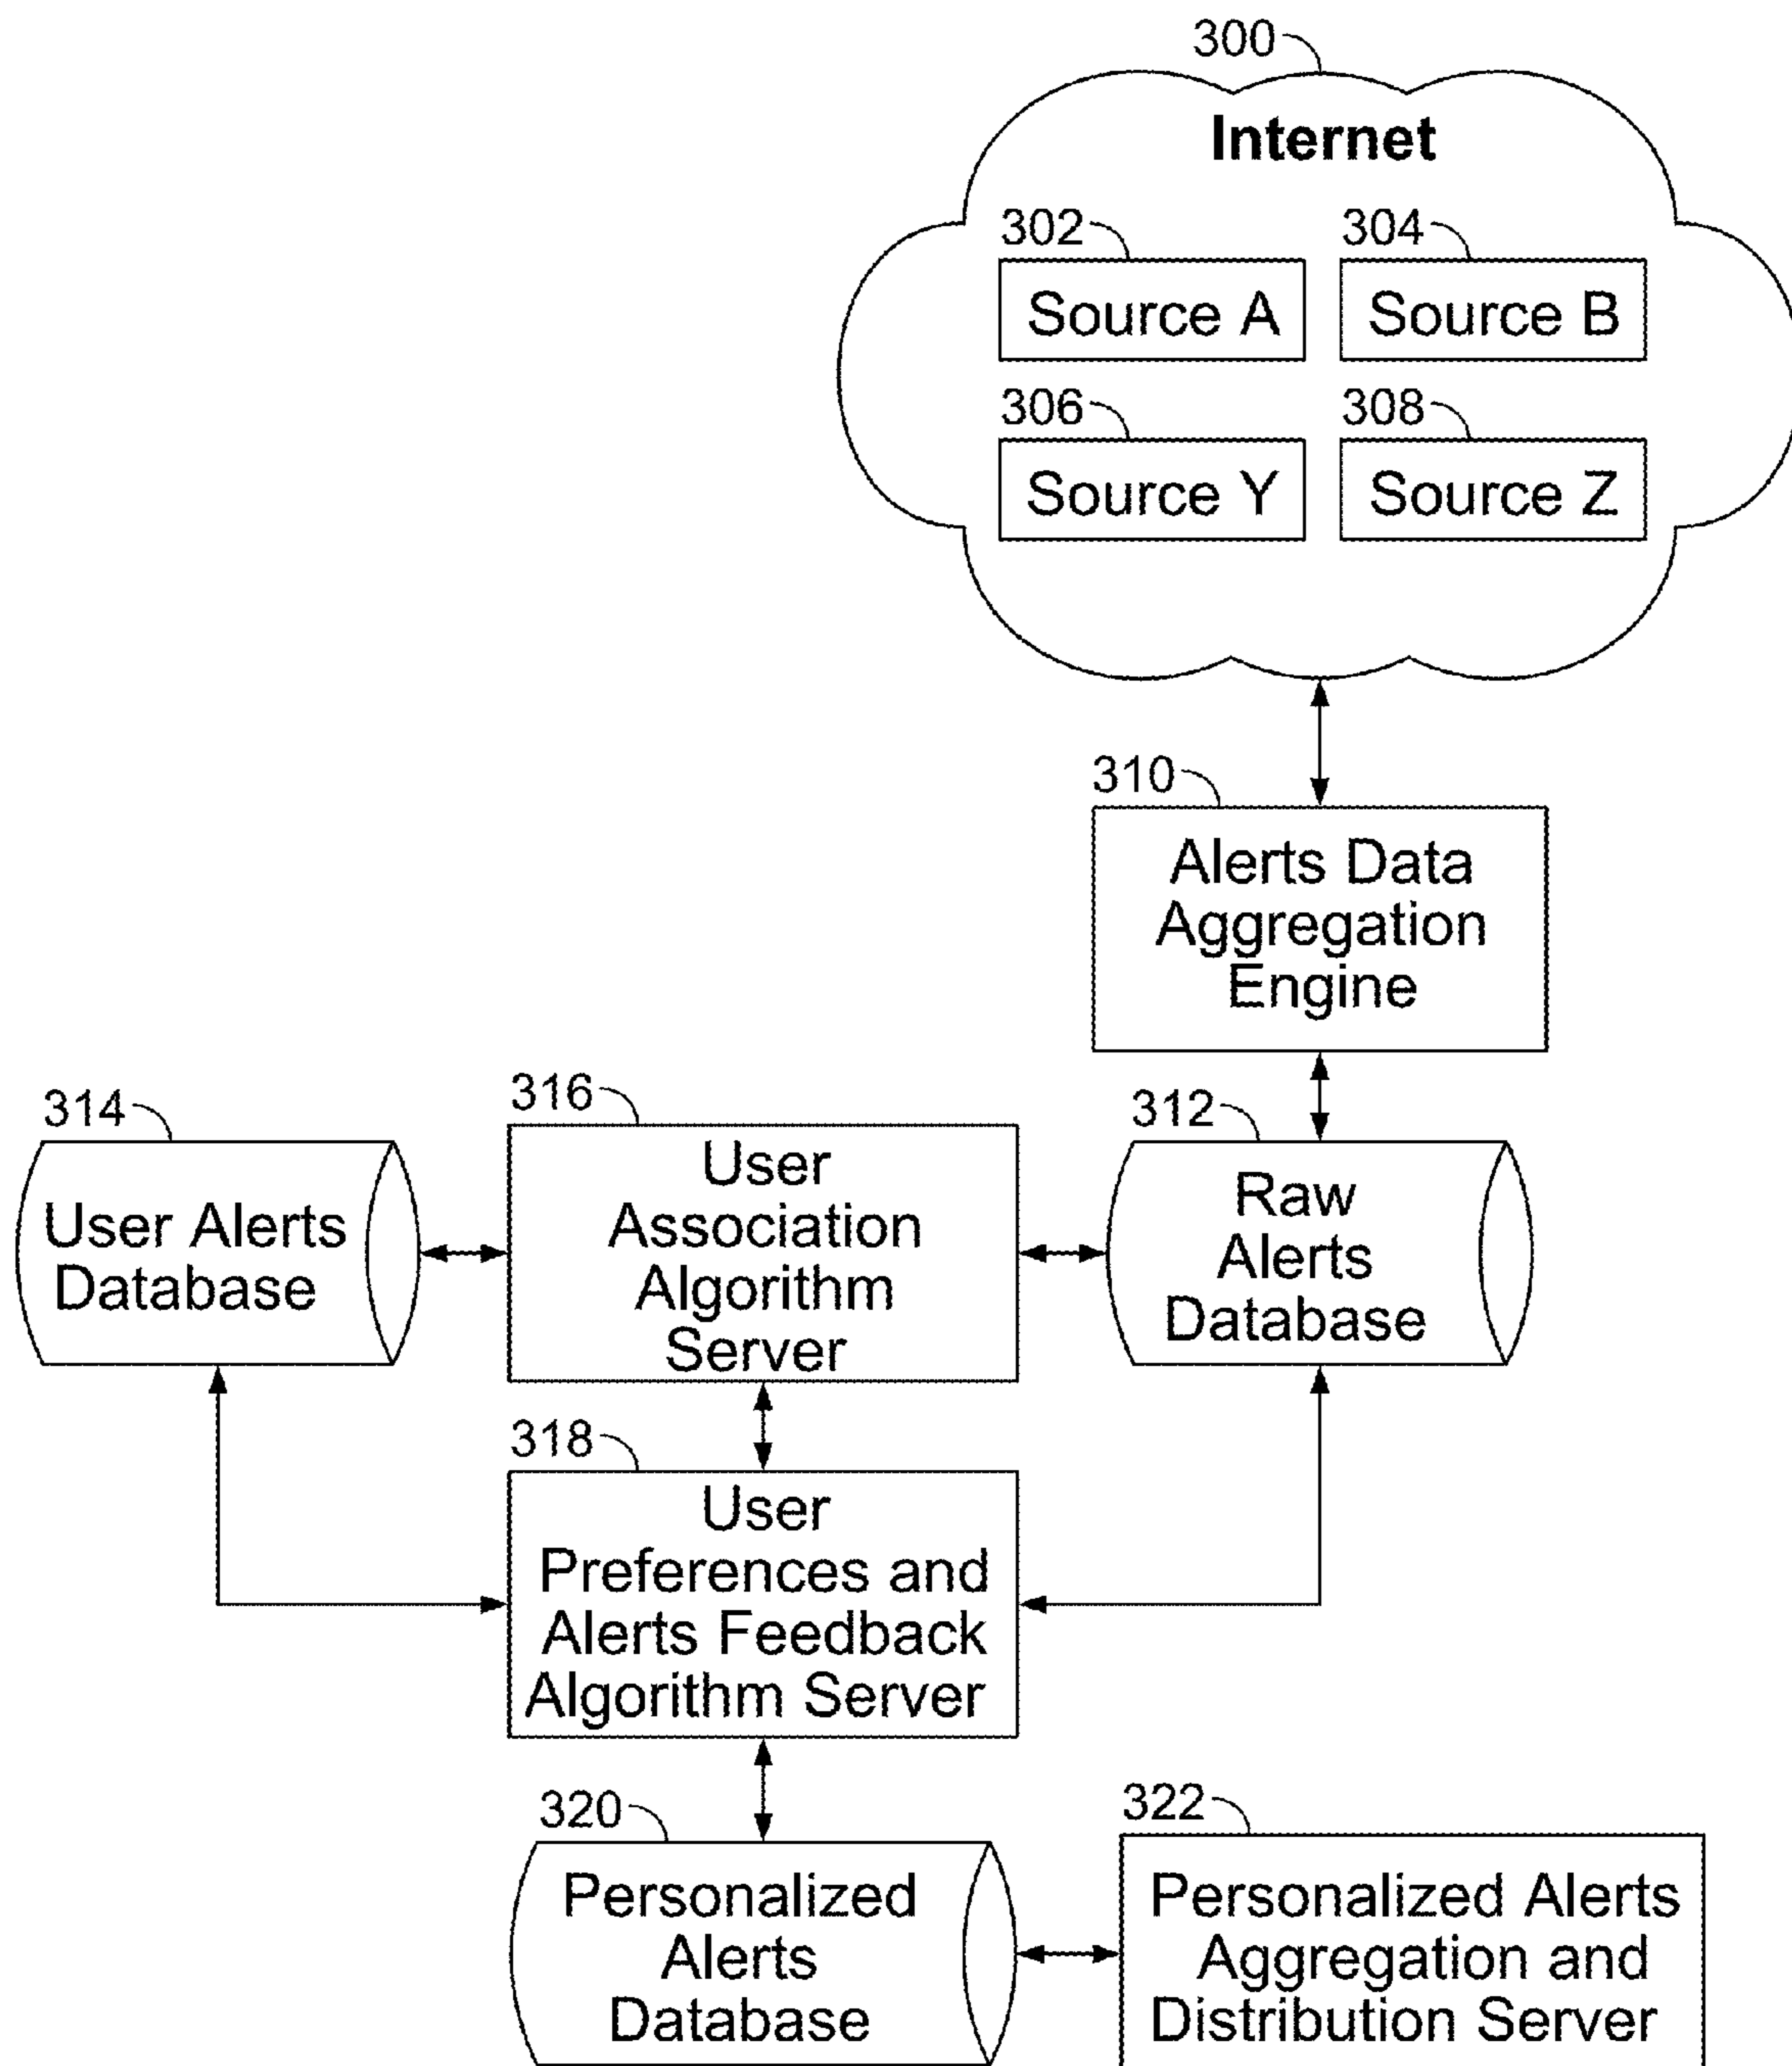 300
Internet
302
304
Source A
Source B
306
308
Source Y
Source Z
310
Alerts Data
Aggregation
Engine
314
316
312
User Alerts
Database
User
Association
Algorithm
Server
Raw
Alerts
Database
318
User
Preferences and
Alerts Feedback
Algorithm Server
320
322
Personalized
Alerts
Database
Personalized Alerts
Aggregation and
Distribution Server